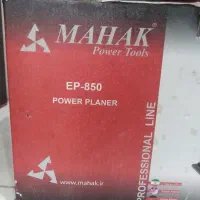 MAHAK
Power Tools
EP-850
POWER PLANER
www.mahak.ir
PROFESSIONAL LINE